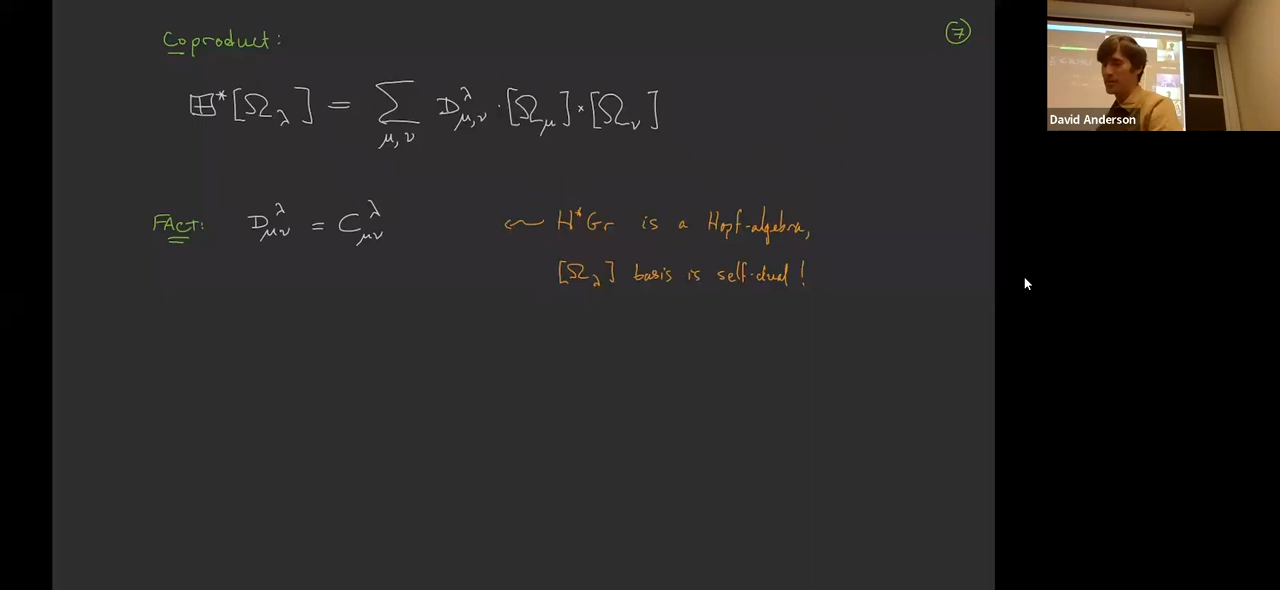 Coproduct:
⑦
⊞*[Ω_λ] = Σ_{μ,ν} D^λ_{μ,ν} · [Ω_μ] × [Ω_ν]
FACT: D^λ_{μν} = C^λ_{μν}
← H*Gr is a Hopf-algebra,
[Ω_λ] basis is self-dual!
David Anderson